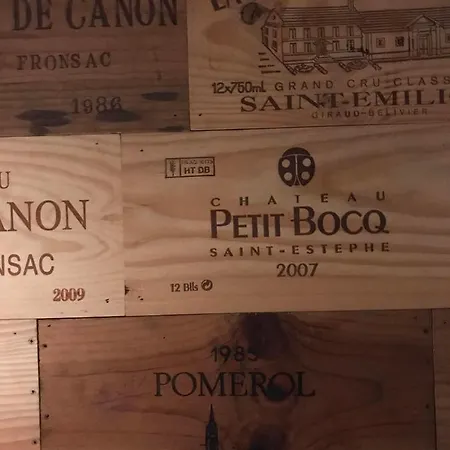 DE CANON
FRONSAC
1986
12x750mL
GRAND CRU CLASS
SAINT-EMILI
GIRAUD-BELIVIER
U
ANON
NSAC
2009
HT DB
CHATEAU
PETIT-BOCQ
SAINT-ESTEPHE
2007
12 Blls
1985
POMEROL